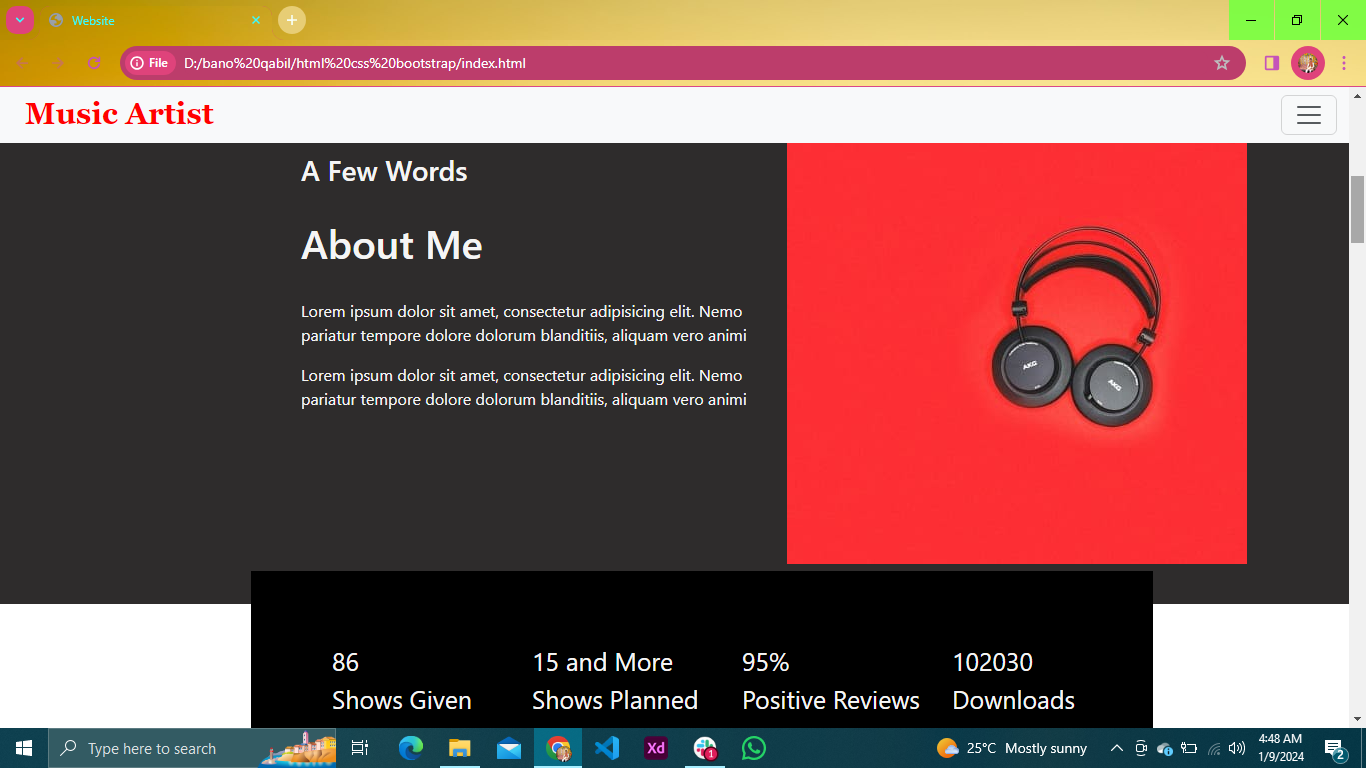 Website
File
D:/bano%20qabil/html%20css%20bootstrap/index.html
Music Artist
A Few Words
About Me
Lorem ipsum dolor sit amet, consectetur adipisicing elit. Nemo
pariatur tempore dolore dolorum blanditiis, aliquam vero animi
Lorem ipsum dolor sit amet, consectetur adipisicing elit. Nemo
pariatur tempore dolore dolorum blanditiis, aliquam vero animi
AKG
AKG
86
Shows Given
15 and More
Shows Planned
95%
Positive Reviews
102030
Downloads
Type here to search
Xd
1
25°C Mostly sunny
4:48 AM
1/9/2024
2